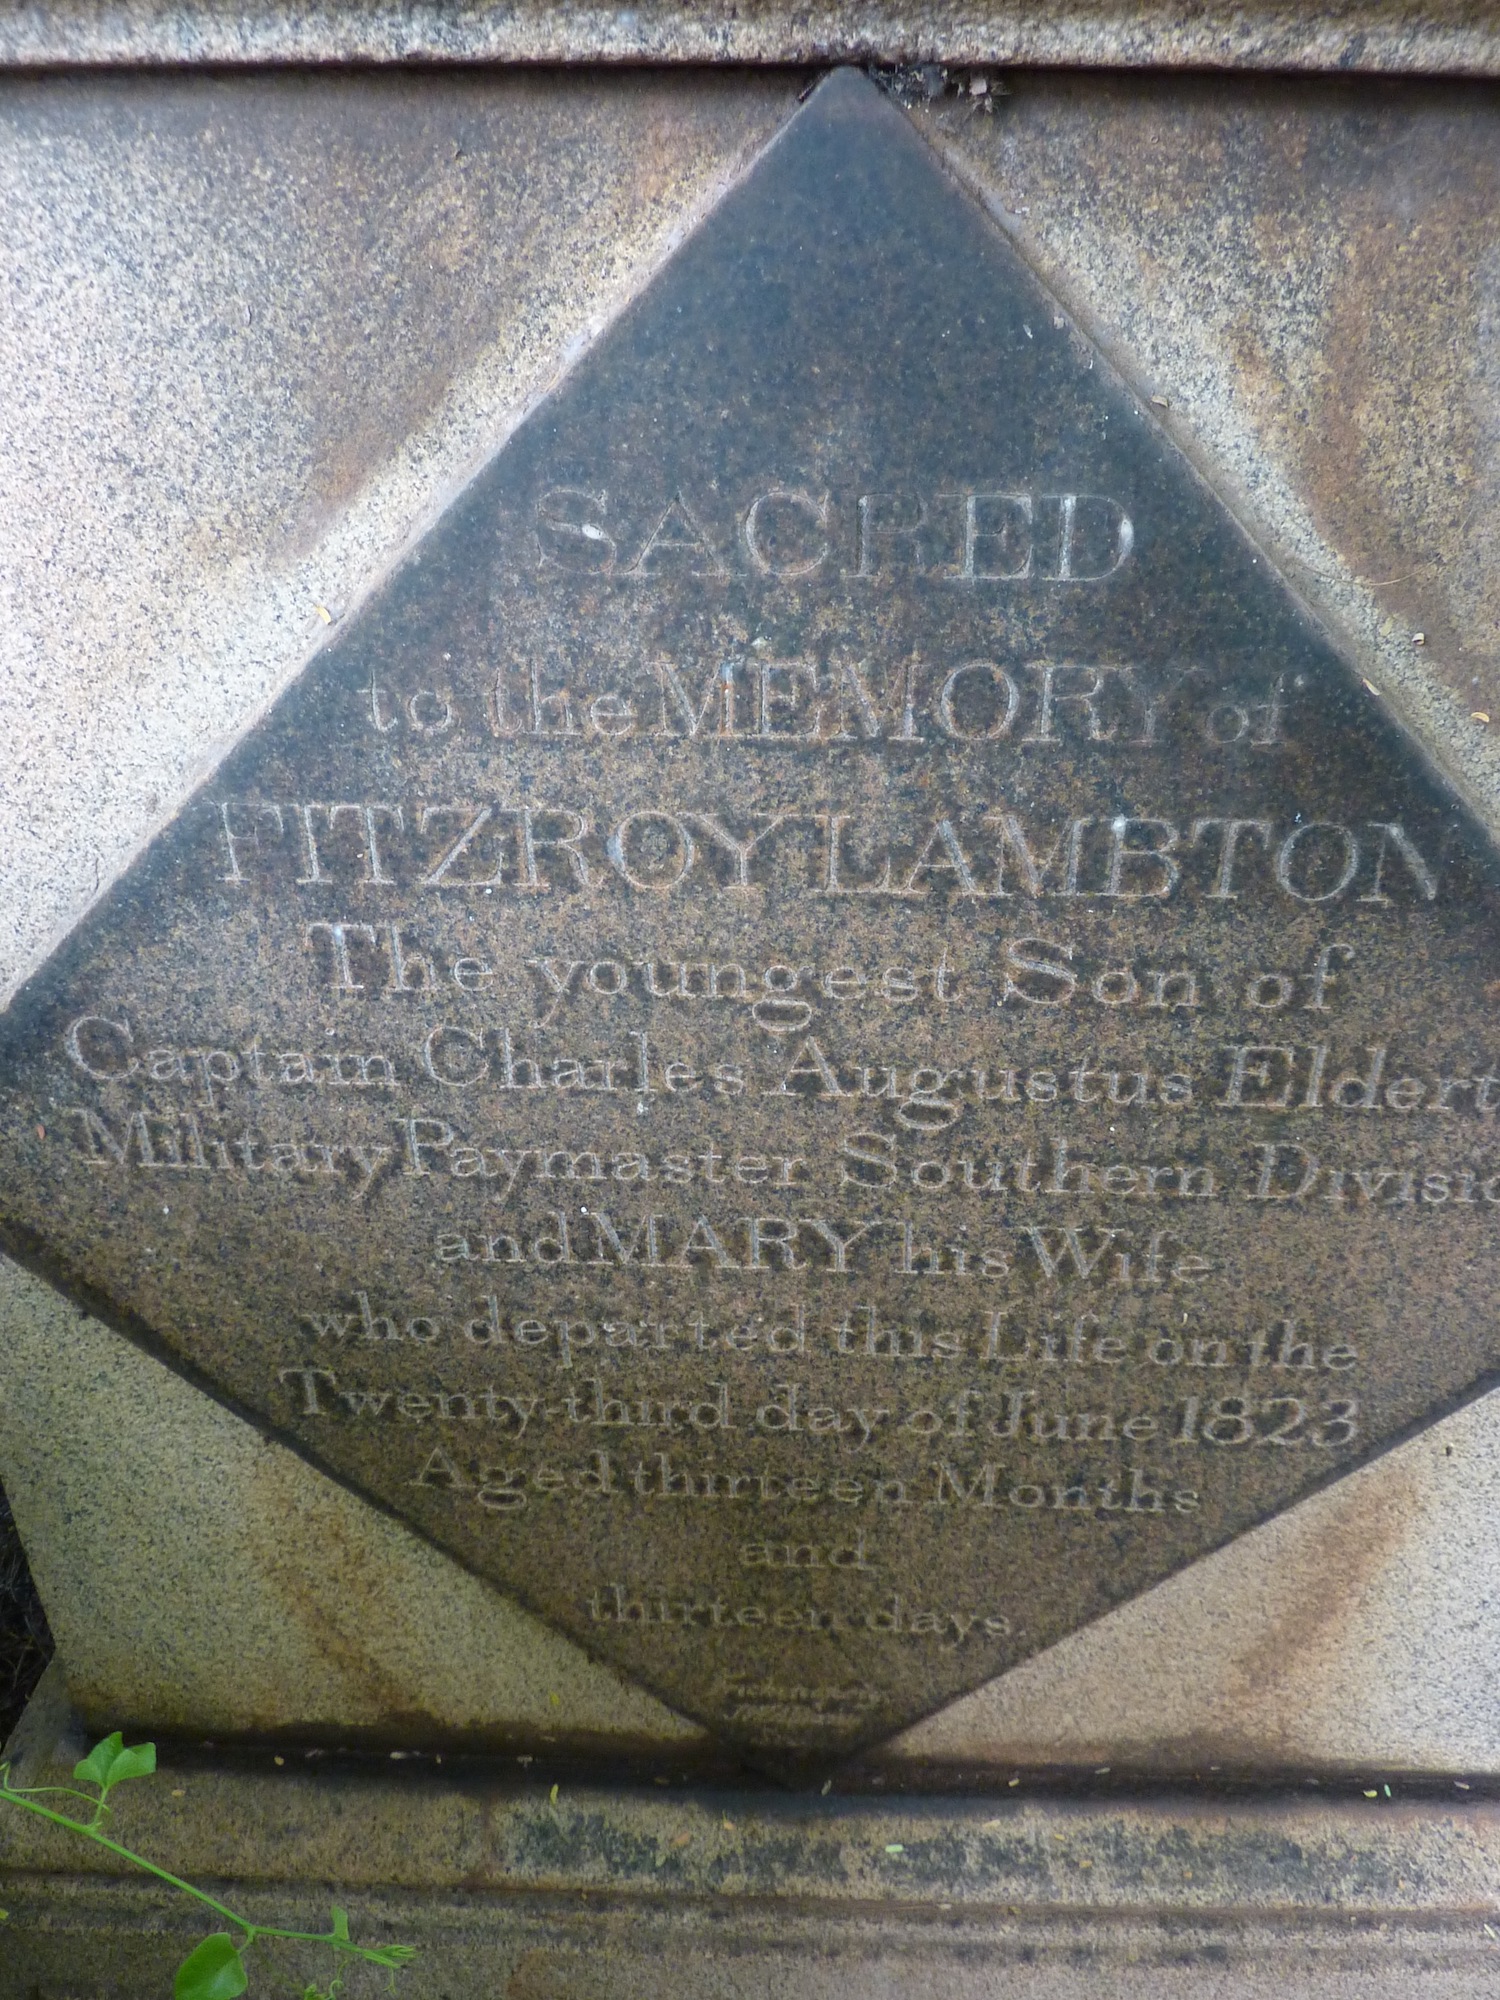 SACRED
to the MEMORY of
FITZROY LAMBTON
The youngest Son of
Captain Charles Augustus Eldert
Military Paymaster Southern Divisio
and MARY his Wife
who departed this Life on the
Twenty-third day of June 1823
Aged thirteen Months
and
thirteen days.